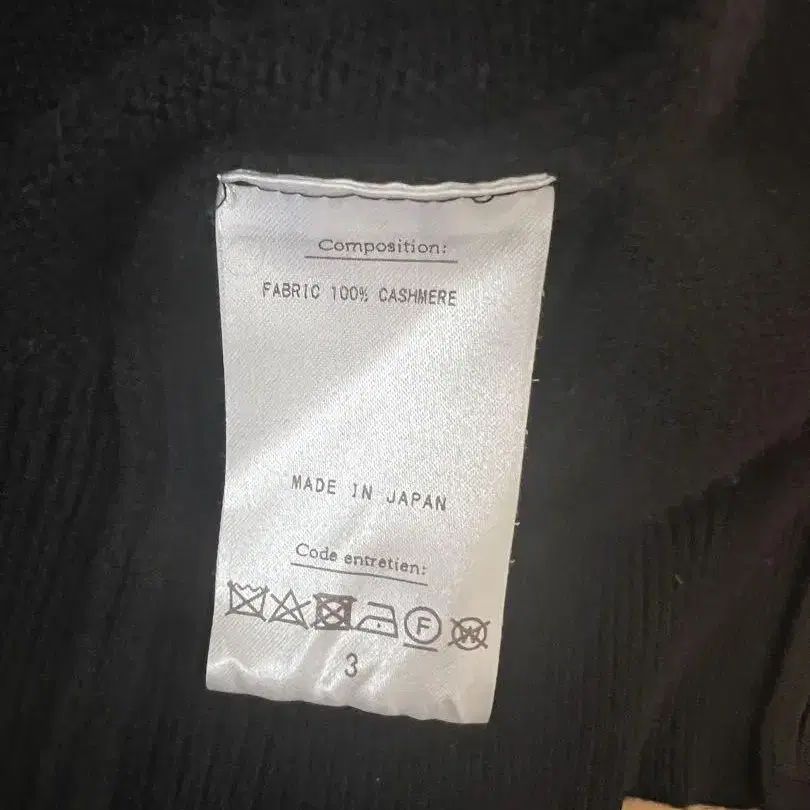 Composition:
FABRIC 100% CASHMERE
MADE IN JAPAN
Code entretien:
F W
3